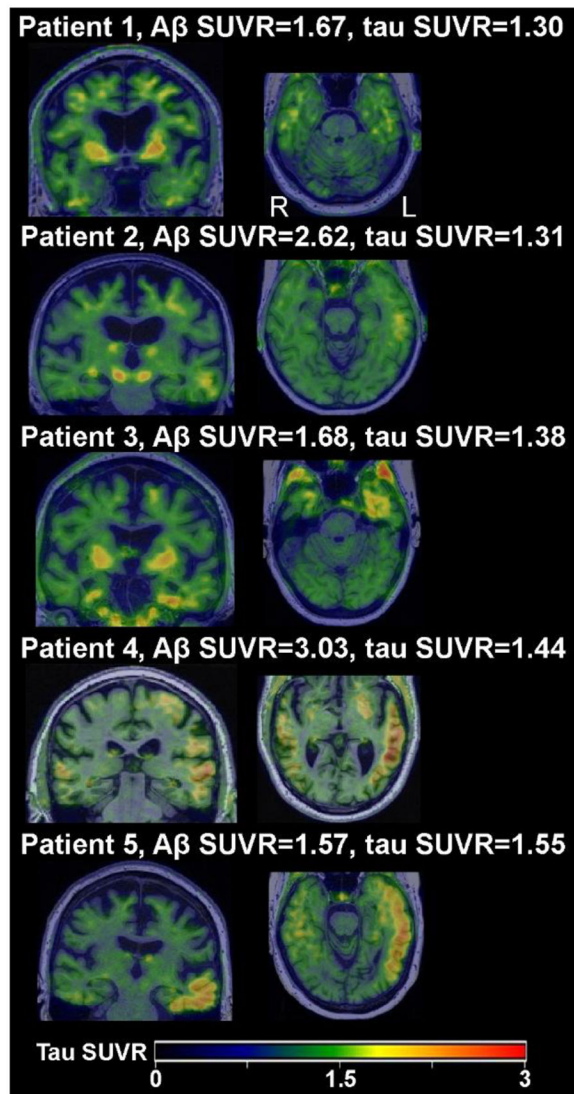 Patient 1, Aβ SUVR=1.67, tau SUVR=1.30
R L
Patient 2, Aβ SUVR=2.62, tau SUVR=1.31
Patient 3, Aβ SUVR=1.68, tau SUVR=1.38
Patient 4, Aβ SUVR=3.03, tau SUVR=1.44
Patient 5, Aβ SUVR=1.57, tau SUVR=1.55
Tau SUVR
0 1.5 3